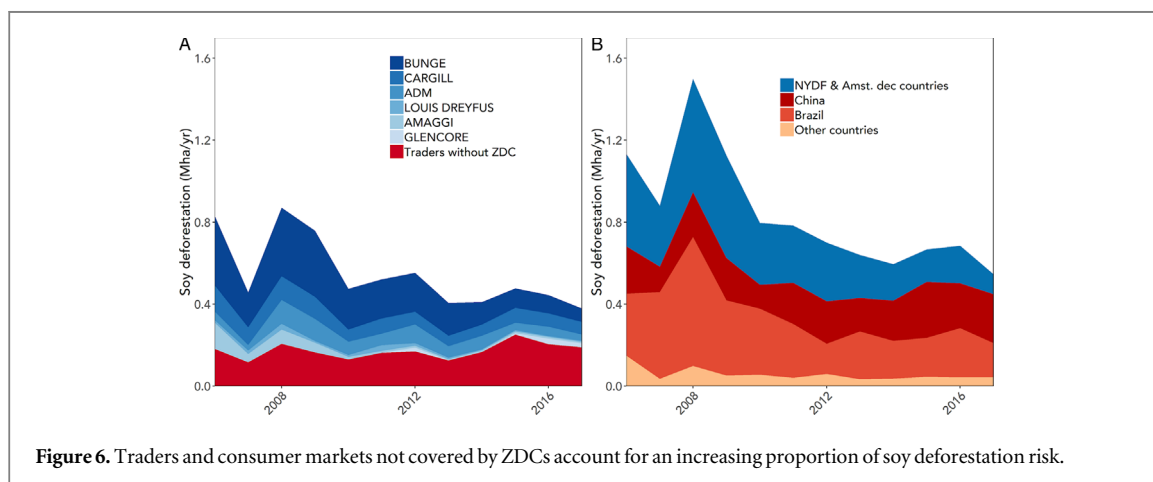 A
Soy deforestation (Mha/yr)
1.6
1.2
0.8
0.4
0.0
2008
2012
2016
BUNGE
CARGILL
ADM
LOUIS DREYFUS
AMAGGI
GLENCORE
Traders without ZDC
B
Soy deforestation (Mha/yr)
1.6
1.2
0.8
0.4
0.0
2008
2012
2016
NYDF & Amst. dec countries
China
Brazil
Other countries
Figure 6. Traders and consumer markets not covered by ZDCs account for an increasing proportion of soy deforestation risk.